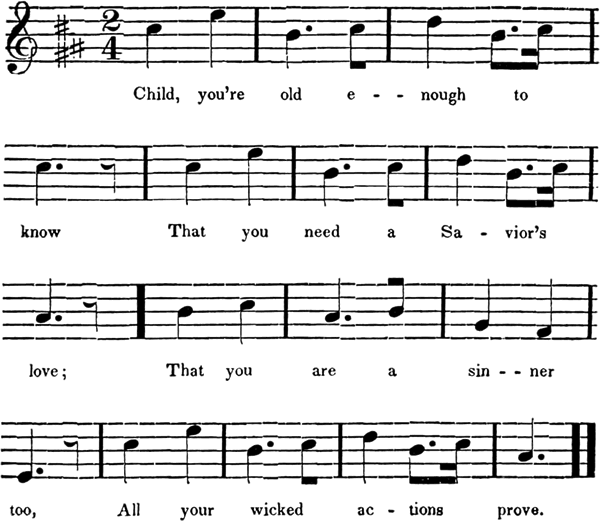 2
4
Child, you're old e - - nough to
know That you need a Sa - vior's
love; That you are a sin - - ner
too, All your wicked ac - tions prove.